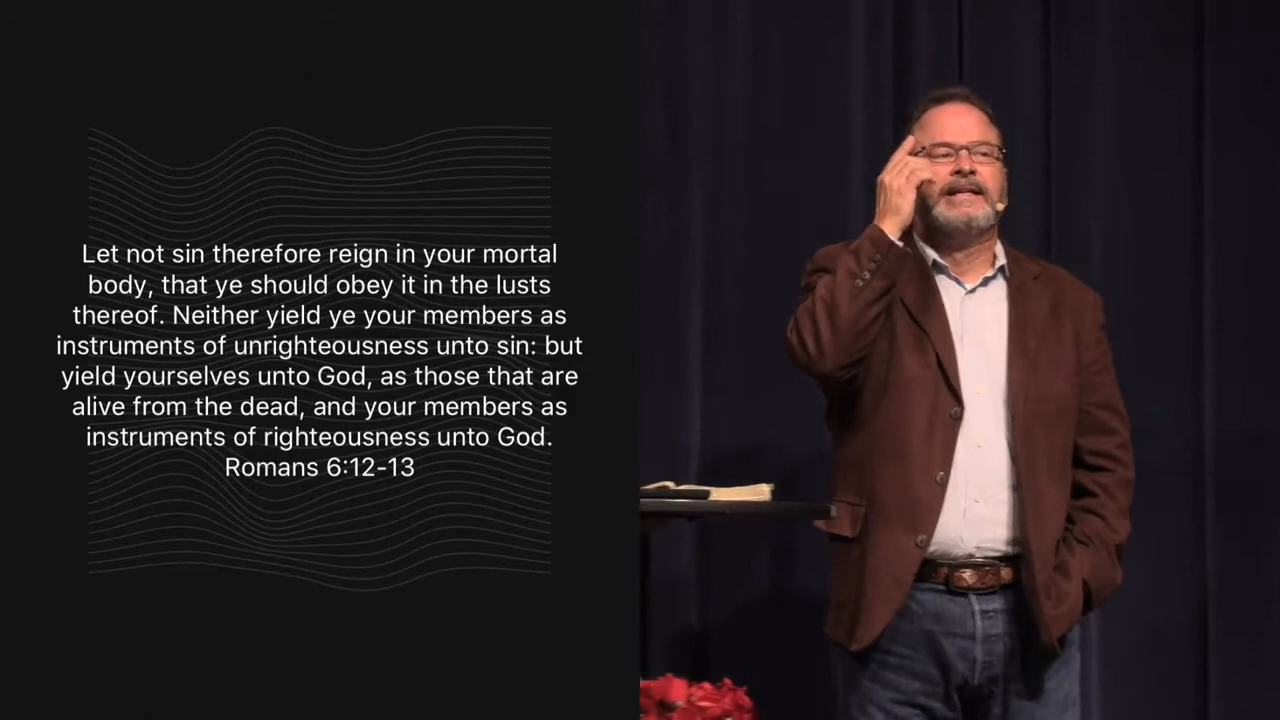 Let not sin therefore reign in your mortal
body, that ye should obey it in the lusts
thereof. Neither yield ye your members as
instruments of unrighteousness unto sin: but
yield yourselves unto God, as those that are
alive from the dead, and your members as
instruments of righteousness unto God.
Romans 6:12-13